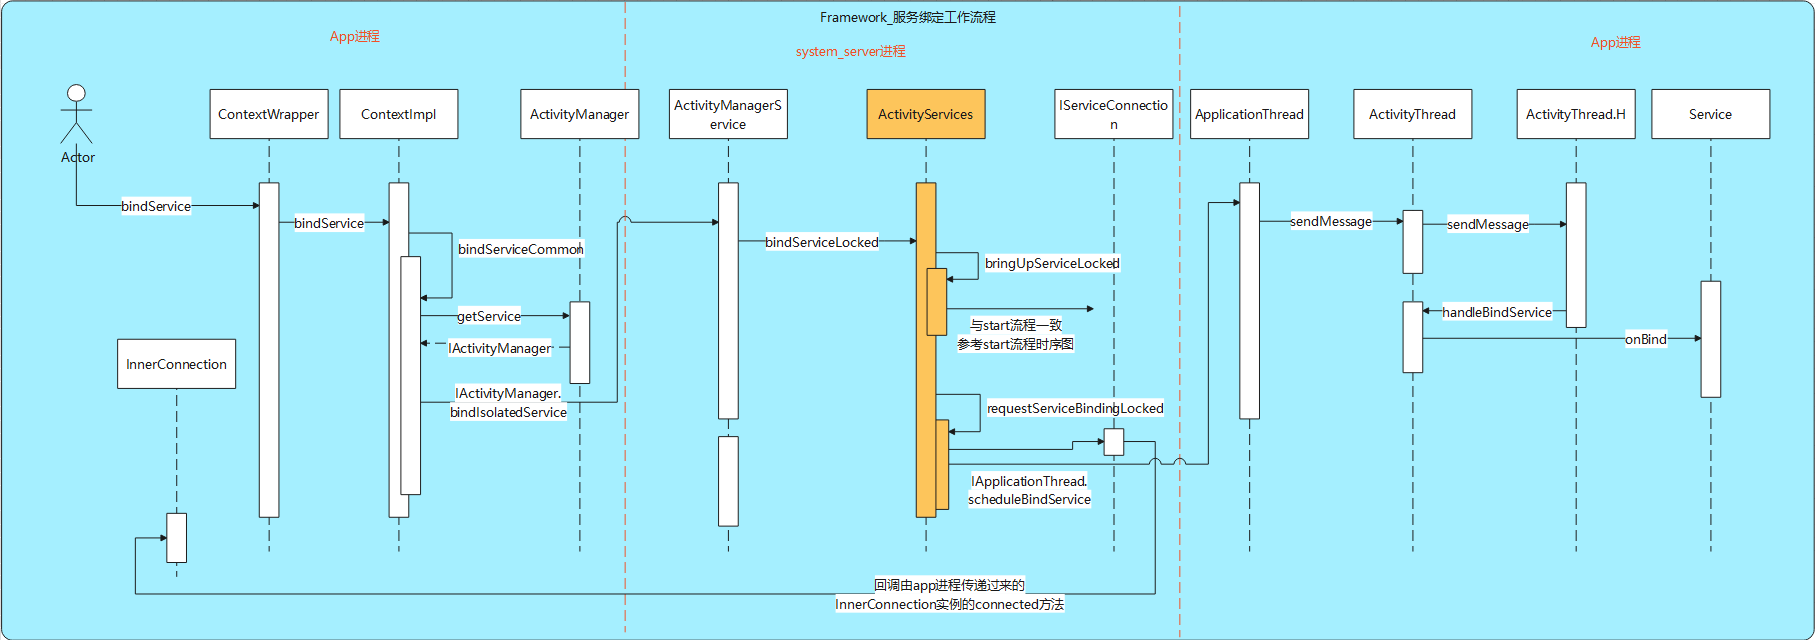 Framework_服务绑定工作流程
App进程
system_server进程
App进程
Actor
ContextWrapper
ContextImpl
ActivityManager
ActivityManagerS
ervice
ActivityServices
IServiceConnectio
n
ApplicationThread
ActivityThread
ActivityThread.H
Service
bindService
bindService
bindServiceCommon
getService
IActivityManager
IActivityManager.
bindIsolatedService
InnerConnection
bindServiceLocked
bringUpServiceLocked
与start流程一致
参考start流程时序图
requestServiceBindingLocked
IApplicationThread.
scheduleBindService
sendMessage
sendMessage
handleBindService
onBind
回调由app进程传递过来的
InnerConnection实例的connected方法